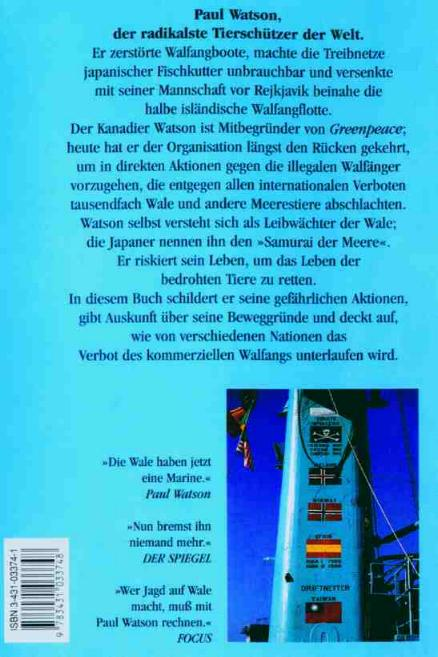 Paul Watson,
der radikalste Tierschützer der Welt.
Er zerstörte Walfangboote, machte die Treibnetze
japanischer Fischkutter unbrauchbar und versenkte
mit seiner Mannschaft vor Rejkjavik beinahe die
halbe isländische Walfangflotte.
Der Kanadier Watson ist Mitbegründer von Greenpeace;
heute hat er der Organisation längst den Rücken gekehrt,
um in direkten Aktionen gegen die illegalen Walfänger
vorzugehen, die entgegen allen internationalen Verboten
tausendfach Wale und andere Meerestiere abschlachten.
Watson selbst versteht sich als Leibwächter der Wale;
die Japaner nennen ihn den »Samurai der Meere«.
Er riskiert sein Leben, um das Leben der
bedrohten Tiere zu retten.
In diesem Buch schildert er seine gefährlichen Aktionen,
gibt Auskunft über seine Beweggründe und deckt auf,
wie von verschiedenen Nationen das
Verbot des kommerziellen Walfangs unterlaufen wird.
»Die Wale haben jetzt
eine Marine.«
Paul Watson
»Nun bremst ihn
niemand mehr.«
DER SPIEGEL
»Wer Jagd auf Wale
macht, muß mit
Paul Watson rechnen.«
FOCUS
ISBN 3-431-03374-1
9 783431 033748
PIRATE
ICELAND
NORWAY
SPAIN
DRIFTNETTER
TAIWAN